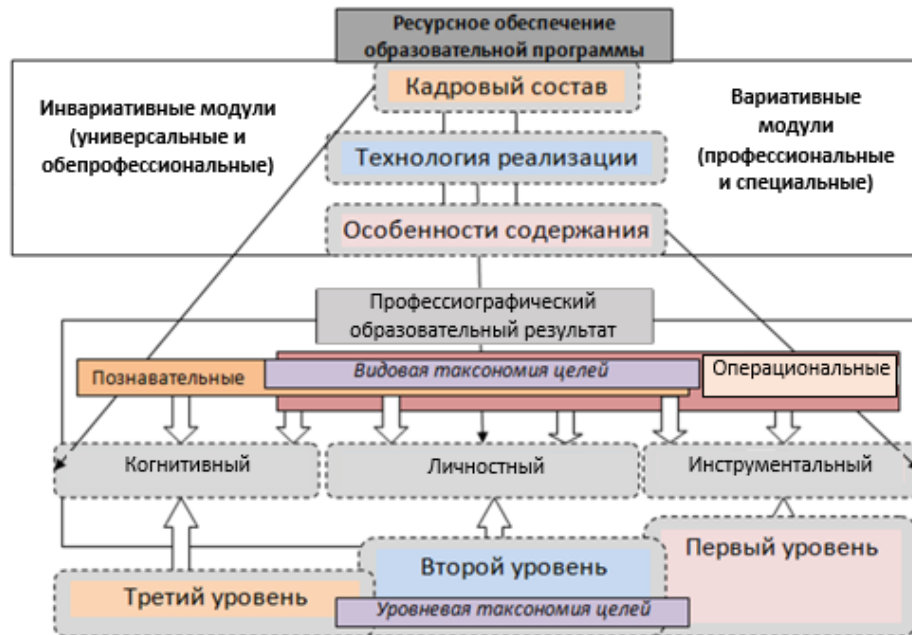 Ресурсное обеспечение
образовательной программы
Кадровый состав
Инвариативные модули
(универсальные и
обепрофессиональные)
Вариативные
модули
(профессиональные
и специальные)
Технология реализации
Особенности содержания
Профессиографический
образовательный результат
Познавательные
Видовая таксономия целей
Операциональные
Когнитивный
Личностный
Инструментальный
Третий уровень
Второй уровень
Первый уровень
Уровневая таксономия целей